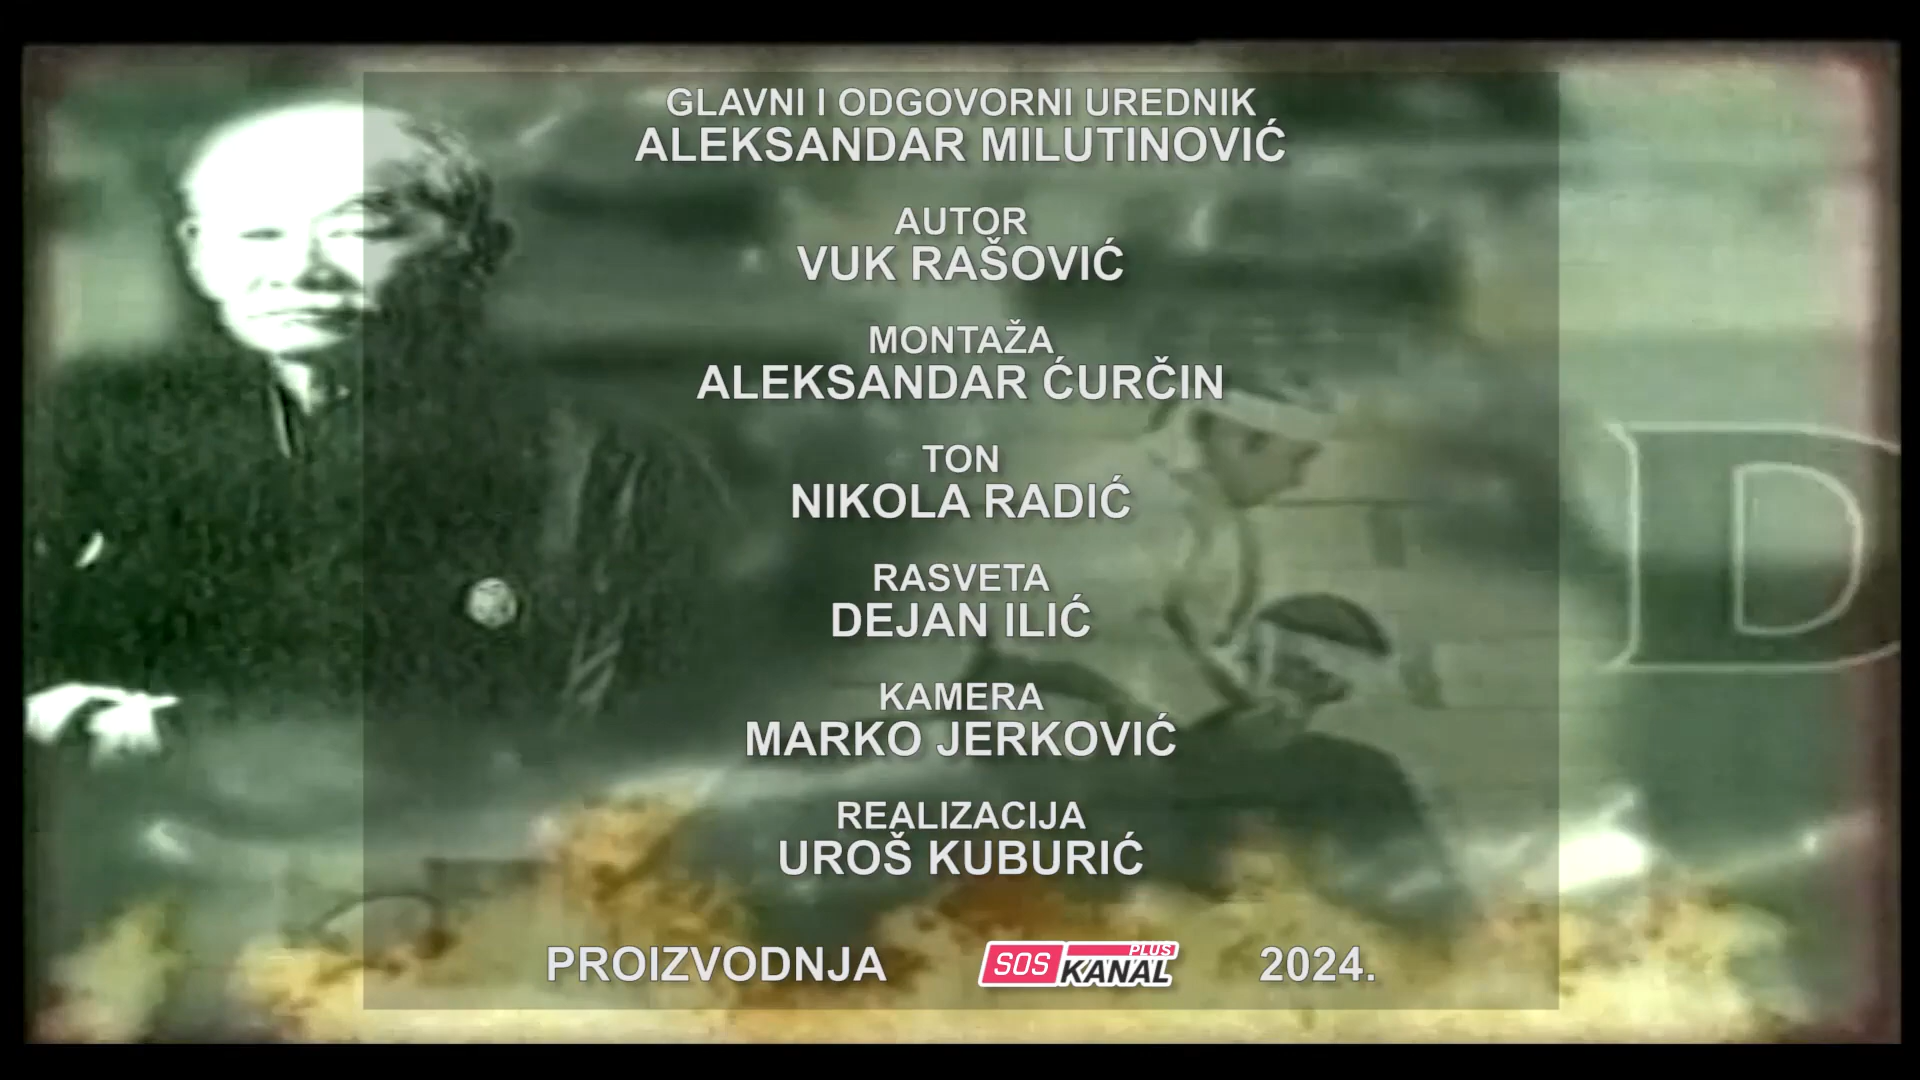 GLAVNI I ODGOVORNI UREDNIK
ALEKSANDAR MILUTINOVIĆ
AUTOR
VUK RAŠOVIĆ
MONTAŽA
ALEKSANDAR ĆURČIN
TON
NIKOLA RADIĆ
RASVETA
DEJAN ILIĆ
KAMERA
MARKO JERKOVIĆ
REALIZACIJA
UROŠ KUBURIĆ
PROIZVODNJA SOS KANAL PLUS 2024.
D